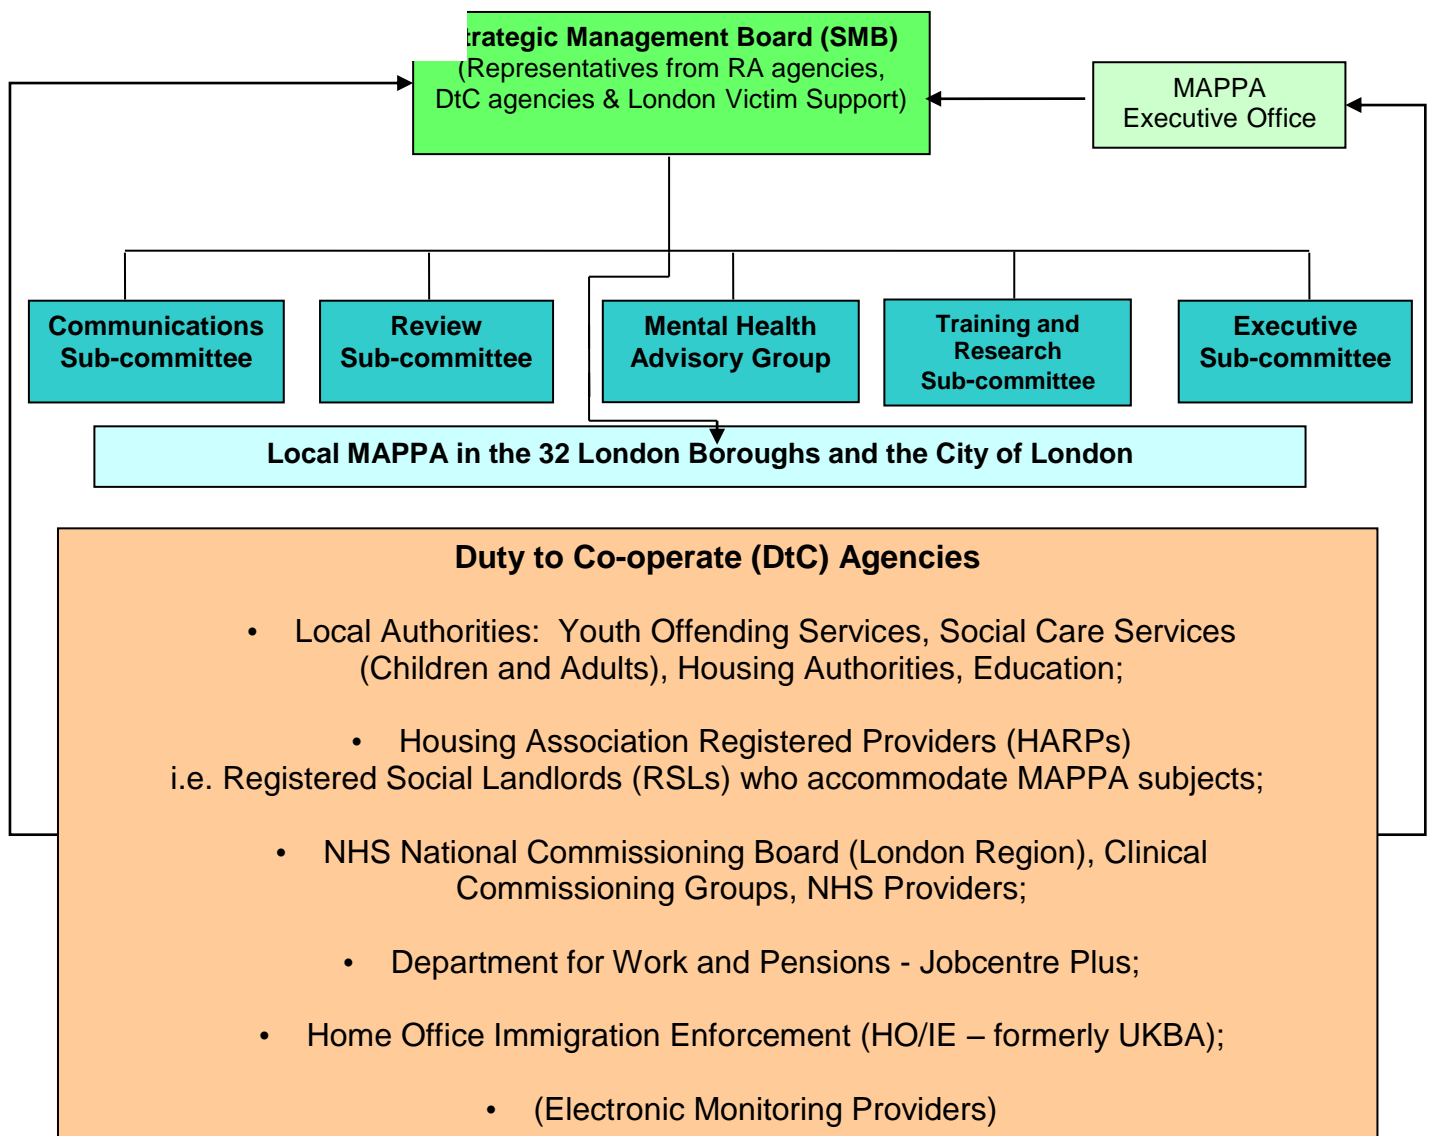 trategic Management Board (SMB)
(Representatives from RA agencies,
DtC agencies & London Victim Support)
MAPPA
Executive Office
Communications
Sub-committee
Review
Sub-committee
Mental Health
Advisory Group
Training and
Research
Sub-committee
Executive
Sub-committee
Local MAPPA in the 32 London Boroughs and the City of London
Duty to Co-operate (DtC) Agencies
• Local Authorities: Youth Offending Services, Social Care Services
(Children and Adults), Housing Authorities, Education;
• Housing Association Registered Providers (HARPs)
i.e. Registered Social Landlords (RSLs) who accommodate MAPPA subjects;
• NHS National Commissioning Board (London Region), Clinical
Commissioning Groups, NHS Providers;
• Department for Work and Pensions - Jobcentre Plus;
• Home Office Immigration Enforcement (HO/IE – formerly UKBA);
• (Electronic Monitoring Providers)